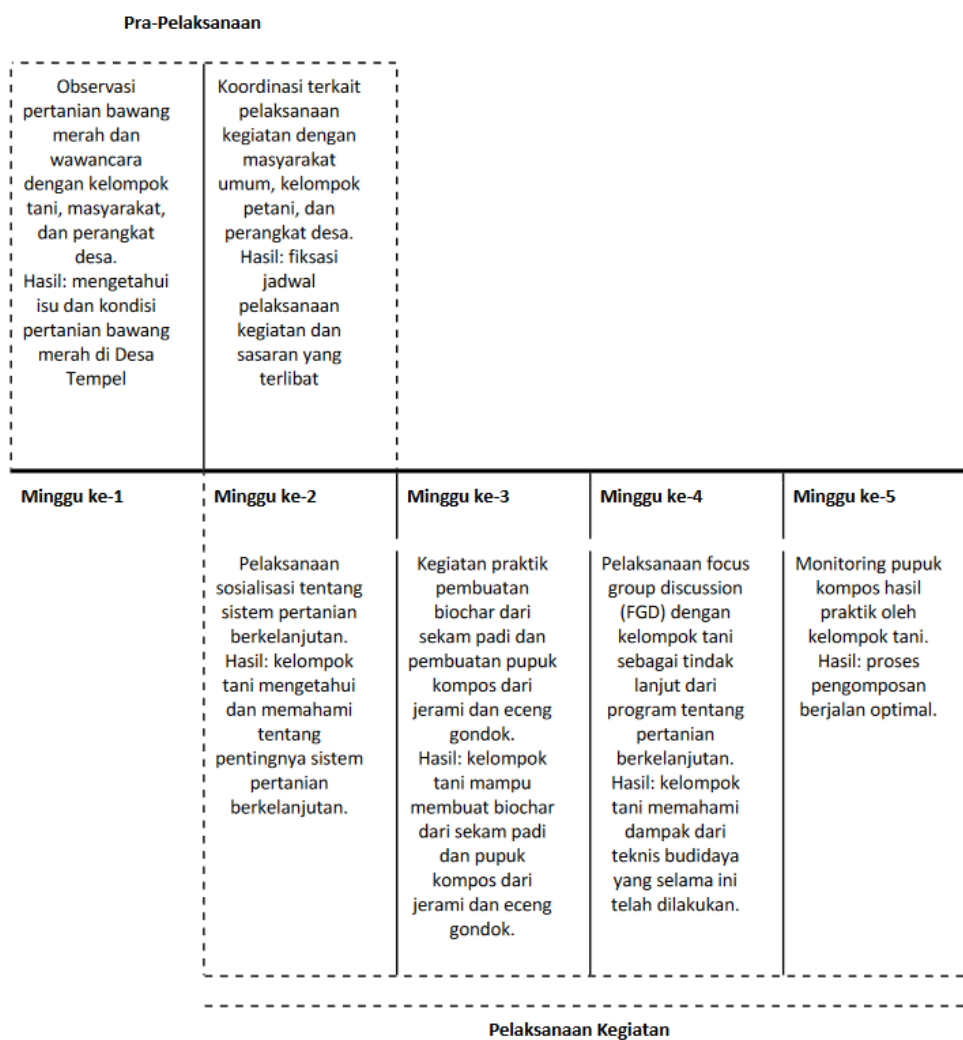 Pra-Pelaksanaan
Observasi
pertanian bawang
merah dan
wawancara
dengan kelompok
tani, masyarakat,
dan perangkat
desa.
Hasil: mengetahui
isu dan kondisi
pertanian bawang
merah di Desa
Tempel
Koordinasi terkait
pelaksanaan
kegiatan dengan
masyarakat
umum, kelompok
petani, dan
perangkat desa.
Hasil: fiksasi
jadwal
pelaksanaan
kegiatan dan
sasaran yang
terlibat
Minggu ke-1
Minggu ke-2
Minggu ke-3
Minggu ke-4
Minggu ke-5
Pelaksanaan
sosialisasi tentang
sistem pertanian
berkelanjutan.
Hasil: kelompok
tani mengetahui
dan memahami
tentang
pentingnya sistem
pertanian
berkelanjutan.
Kegiatan praktik
pembuatan
biochar dari
sekam padi dan
pembuatan pupuk
kompos dari
jerami dan eceng
gondok.
Hasil: kelompok
tani mampu
membuat biochar
dari sekam padi
dan pupuk
kompos dari
jerami dan eceng
gondok.
Pelaksanaan focus
group discussion
(FGD) dengan
kelompok tani
sebagai tindak
lanjut dari
program tentang
pertanian
berkelanjutan.
Hasil: kelompok
tani memahami
dampak dari
teknis budidaya
yang selama ini
telah dilakukan.
Monitoring pupuk
kompos hasil
praktik oleh
kelompok tani.
Hasil: proses
pengomposan
berjalan optimal.
Pelaksanaan Kegiatan